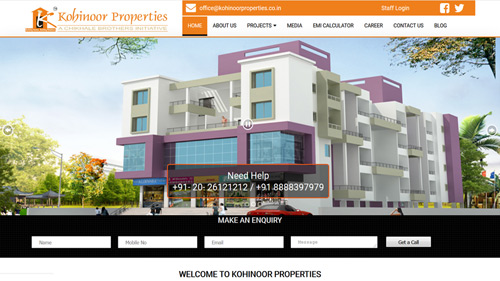 Kohinoor Properties
A CHIKHALE BROTHERS INITIATIVE
office@kohinoorproperties.co.in
Staff Login
HOME
ABOUT US
PROJECTS
MEDIA
EMI CALCULATOR
CAREER
CONTACT US
BLOG
Need Help
+91- 20- 26121212 / +91 8888397979
MAKE AN ENQUIRY
Name
Mobile No
Email
Message
Get a Call
WELCOME TO KOHINOOR PROPERTIES